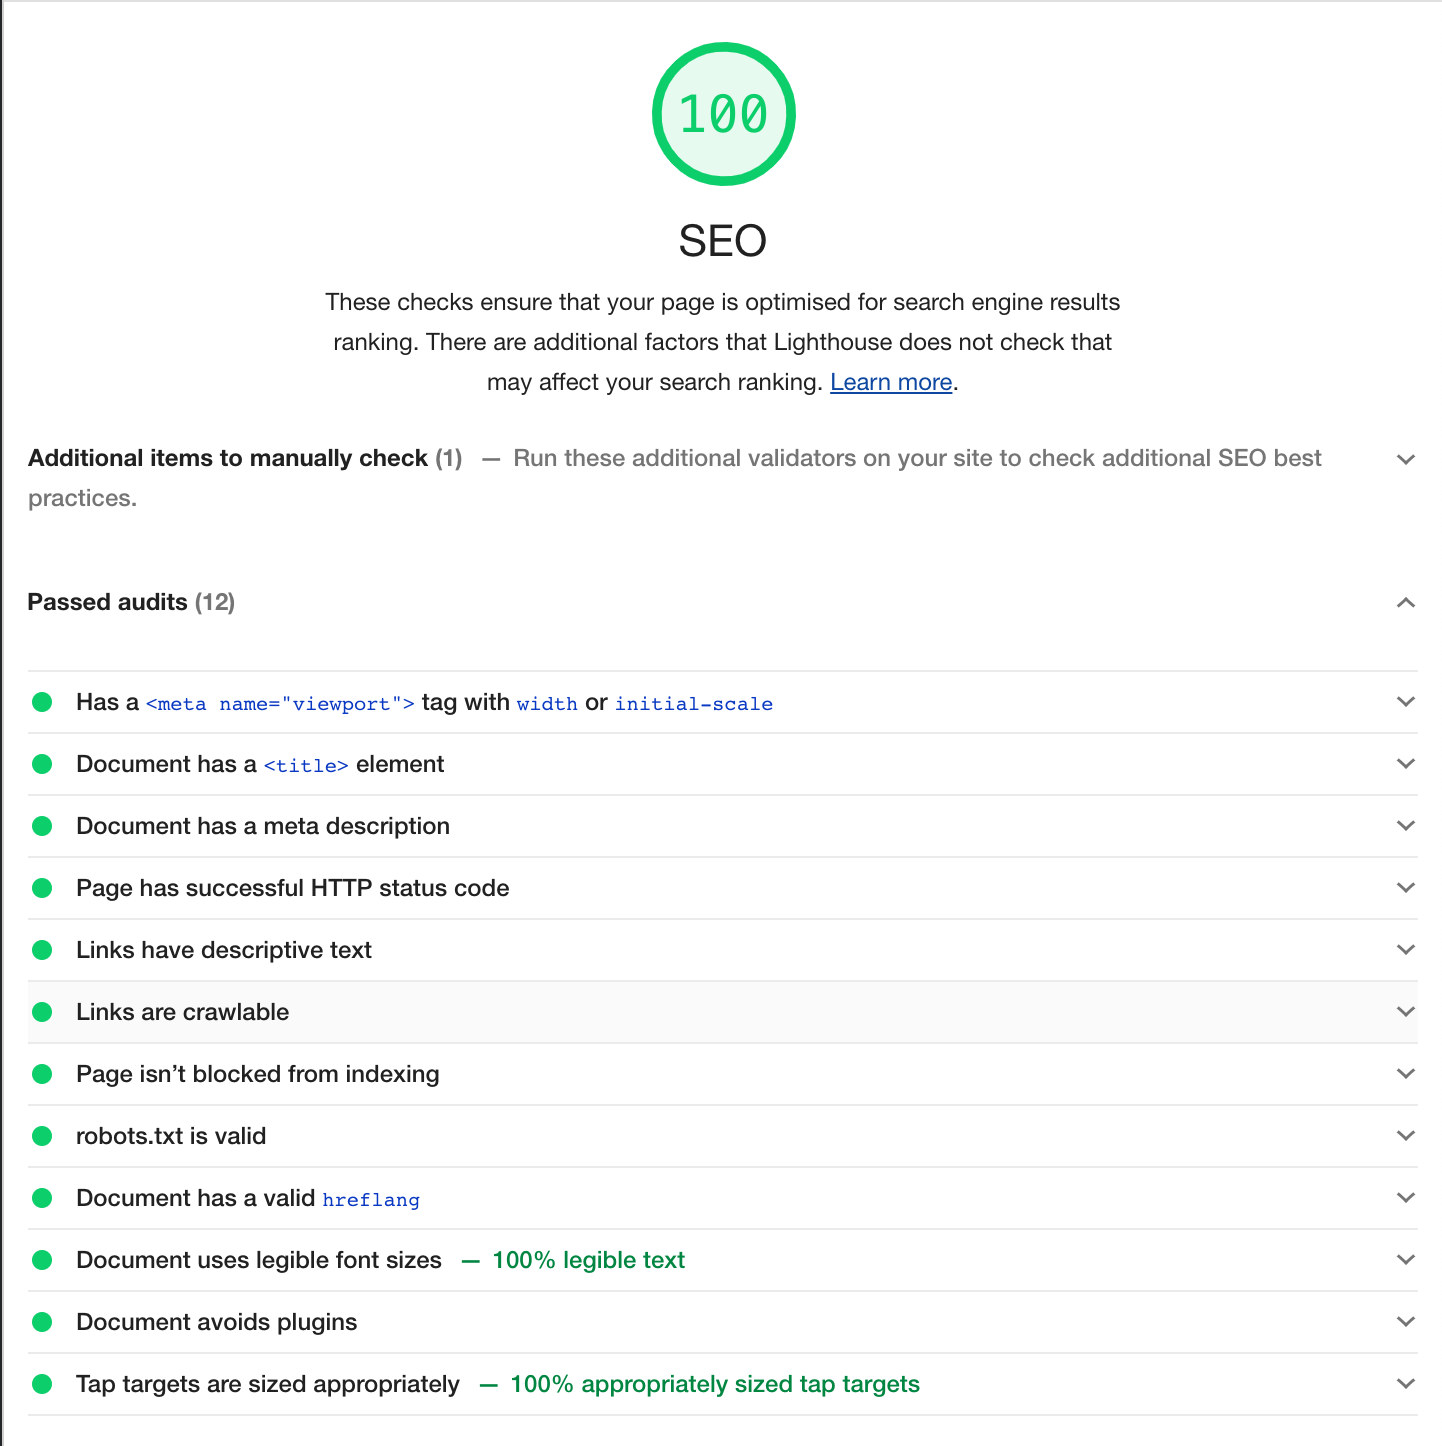 100
SEO
These checks ensure that your page is optimised for search engine results
ranking. There are additional factors that Lighthouse does not check that
may affect your search ranking. Learn more.
Additional items to manually check (1) — Run these additional validators on your site to check additional SEO best
practices.
Passed audits (12)
Has a <meta name="viewport"> tag with width or initial-scale
Document has a <title> element
Document has a meta description
Page has successful HTTP status code
Links have descriptive text
Links are crawlable
Page isn’t blocked from indexing
robots.txt is valid
Document has a valid hreflang
Document uses legible font sizes — 100% legible text
Document avoids plugins
Tap targets are sized appropriately — 100% appropriately sized tap targets